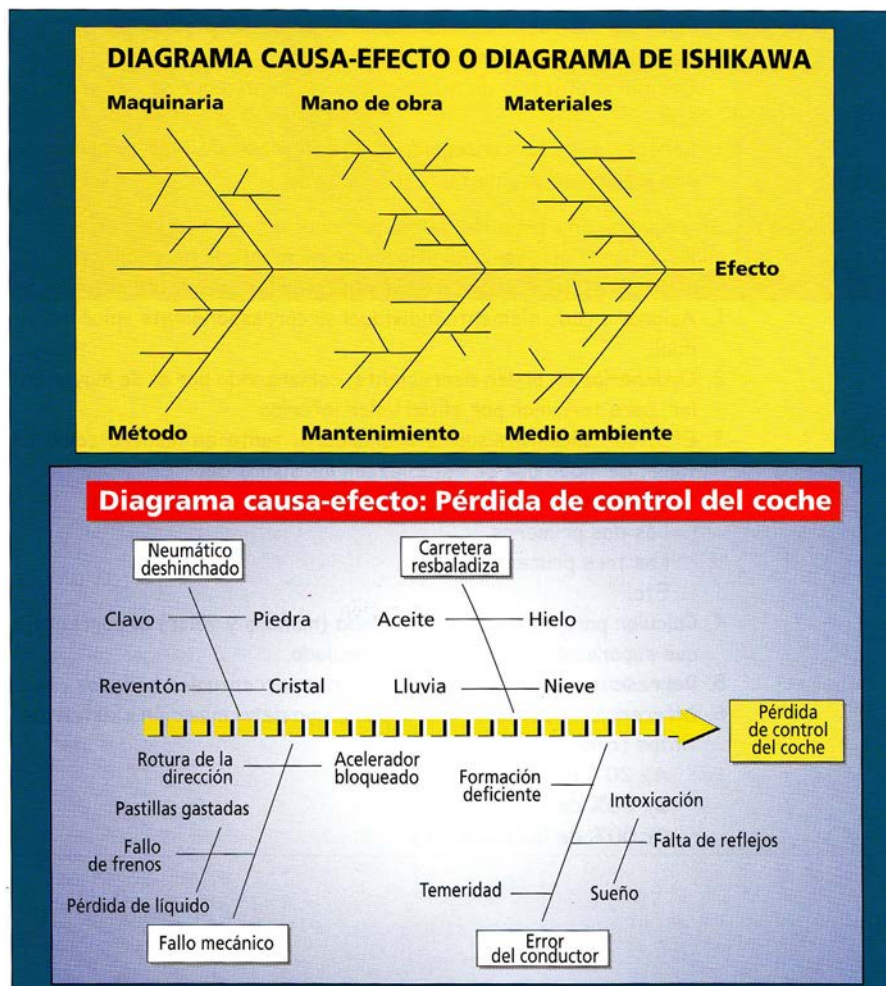 DIAGRAMA CAUSA-EFECTO O DIAGRAMA DE ISHIKAWA
Maquinaria
Mano de obra
Materiales
Efecto
Método
Mantenimiento
Medio ambiente
Diagrama causa-efecto: Pérdida de control del coche
Neumático
deshinchado
Carretera
resbaladiza
Clavo
Piedra
Aceite
Hielo
Reventón
Cristal
Lluvia
Nieve
Pérdida
de control
del coche
Rotura de la
dirección
Acelerador
bloqueado
Formación
deficiente
Pastillas gastadas
Intoxicación
Fallo
de frenos
Falta de reflejos
Pérdida de líquido
Temeridad
Sueño
Fallo mecánico
Error
del conductor